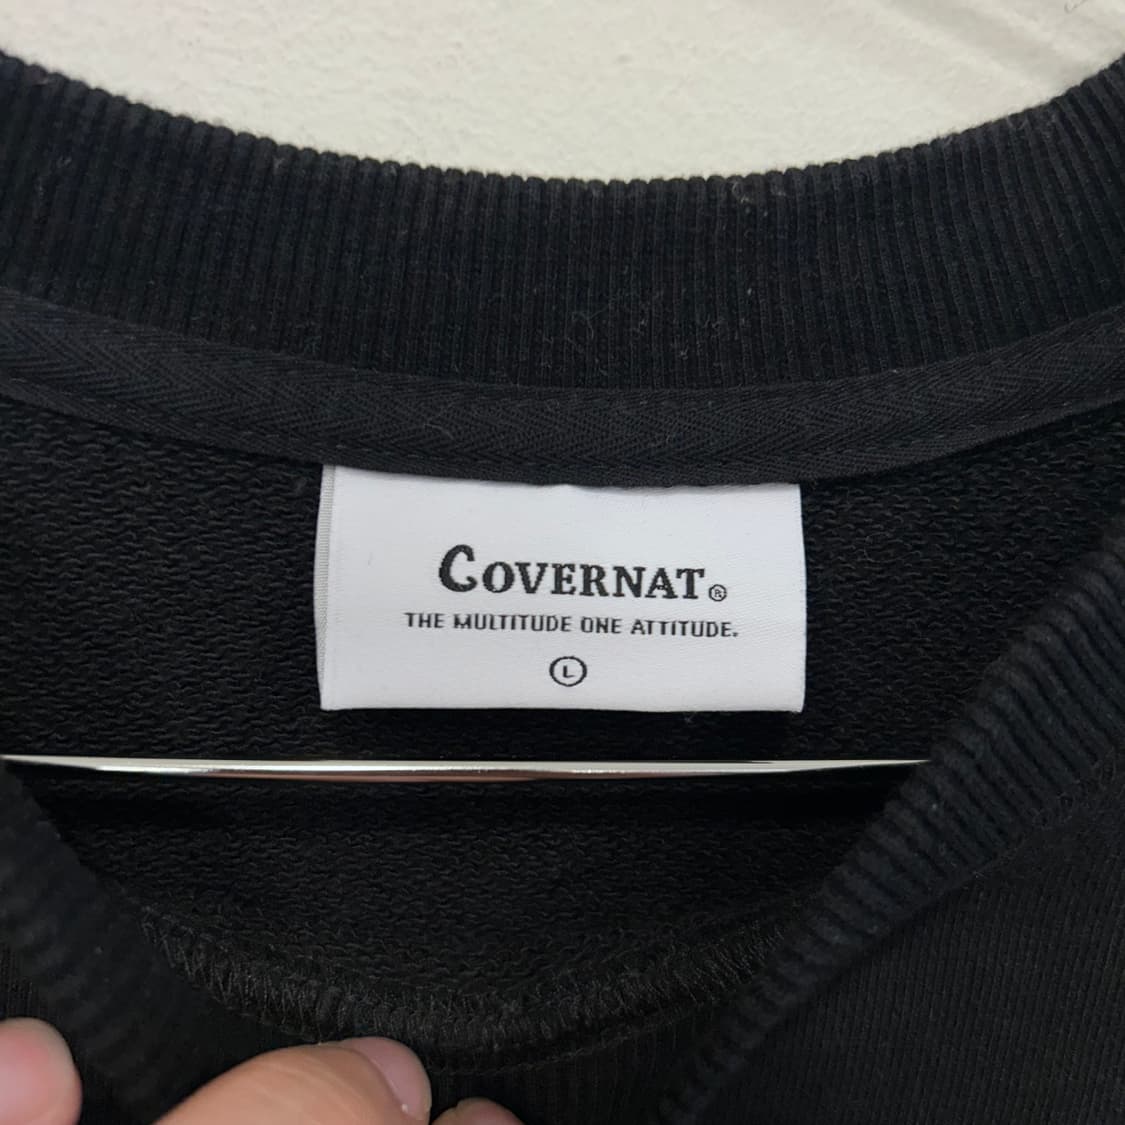 COVERNAT®
THE MULTITUDE ONE ATTITUDE.
L